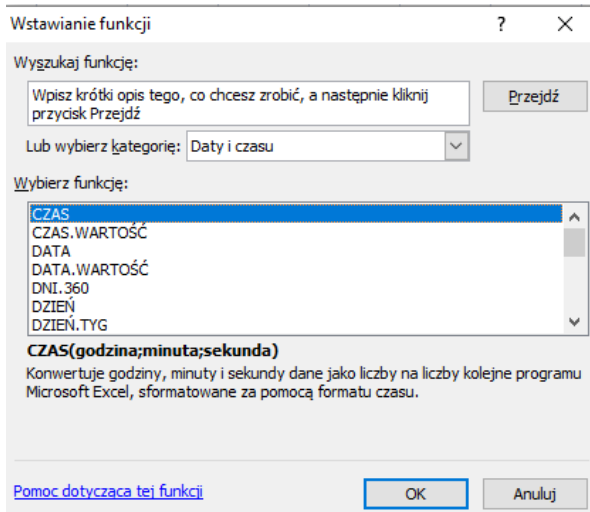 Wstawianie funkcji ? ×
Wyszukaj funkcję:
Wpisz krótki opis tego, co chcesz zrobić, a następnie kliknij
przycisk Przejdź
Przejdź
Lub wybierz kategorię: Daty i czasu
Wybierz funkcję:
CZAS
CZAS.WARTOŚĆ
DATA
DATA.WARTOŚĆ
DNI.360
DZIEŃ
DZIEŃ.TYG
CZAS(godzina;minuta;sekunda)
Konwertuje godziny, minuty i sekundy dane jako liczby na liczby kolejne programu
Microsoft Excel, sformatowane za pomocą formatu czasu.
Pomoc dotycząca tej funkcji
OK
Anuluj